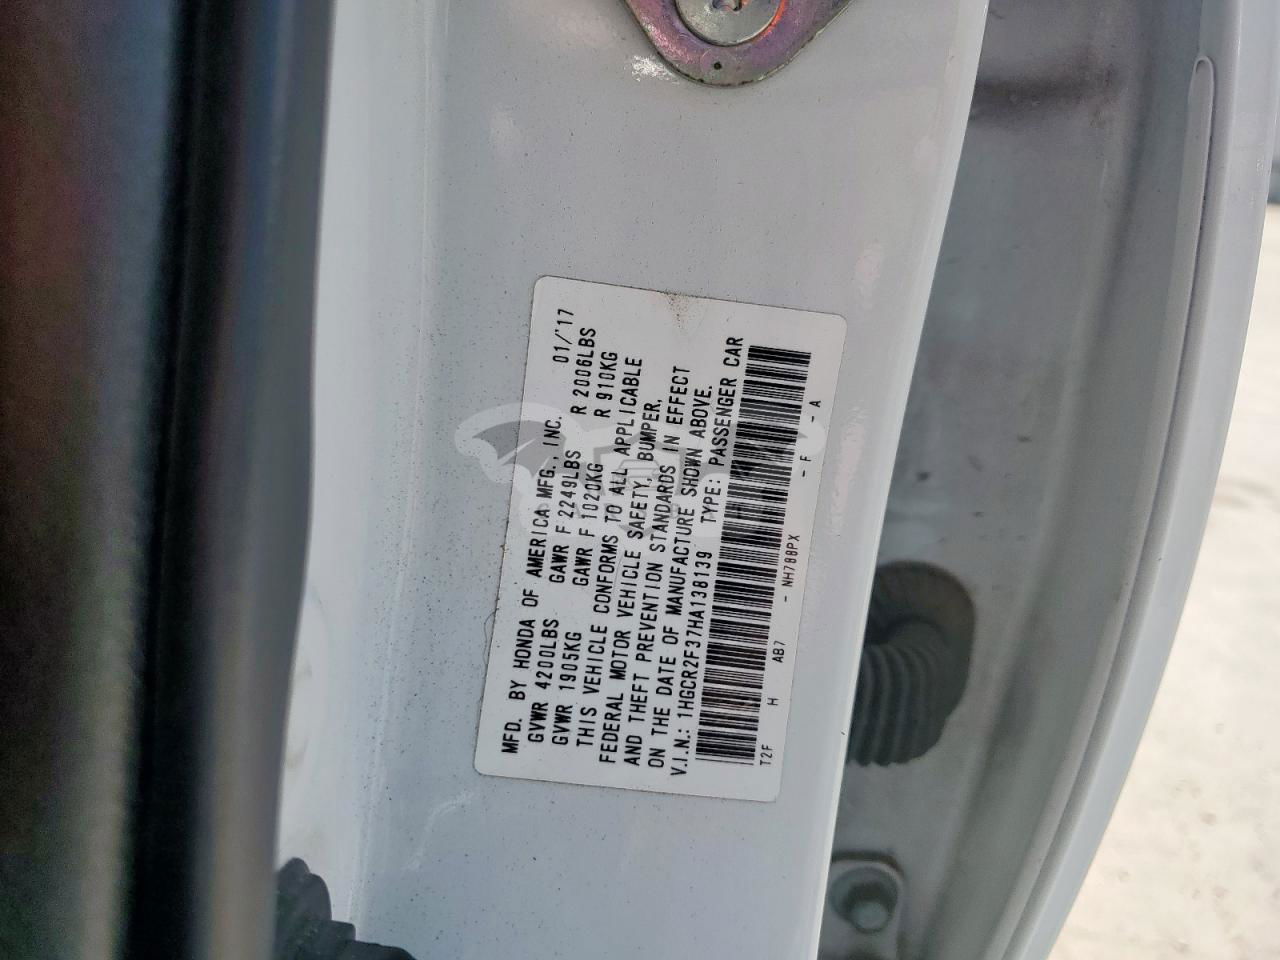 MFD. BY HONDA OF AMERICA MFG., INC. 01/'17
GVWR 4200LBS GAWR F 2249LBS R 2006LBS
GVWR 1905KG GAWR F 1020KG R 910KG
THIS VEHICLE CONFORMS TO ALL APPLICABLE
FEDERAL MOTOR VEHICLE SAFETY, BUMPER,
AND THEFT PREVENTION STANDARDS IN EFFECT
ON THE DATE OF MANUFACTURE SHOWN ABOVE.
V.I.N.: 1HGCR2F37HA138139 TYPE: PASSENGER CAR
T2F H AB7 - NH788PX - F - A